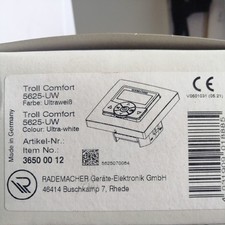 Troll Comfort
5625-UW
Farbe: Ultraweiß
Troll Comfort
5625-UW
Colour: Ultra-white
Artikel-Nr.:
Item No.:
3650 00 12
Made in Germany
CE
RADEMACHER Geräte-Elektronik GmbH
46414 Buschkamp 7, Rhede